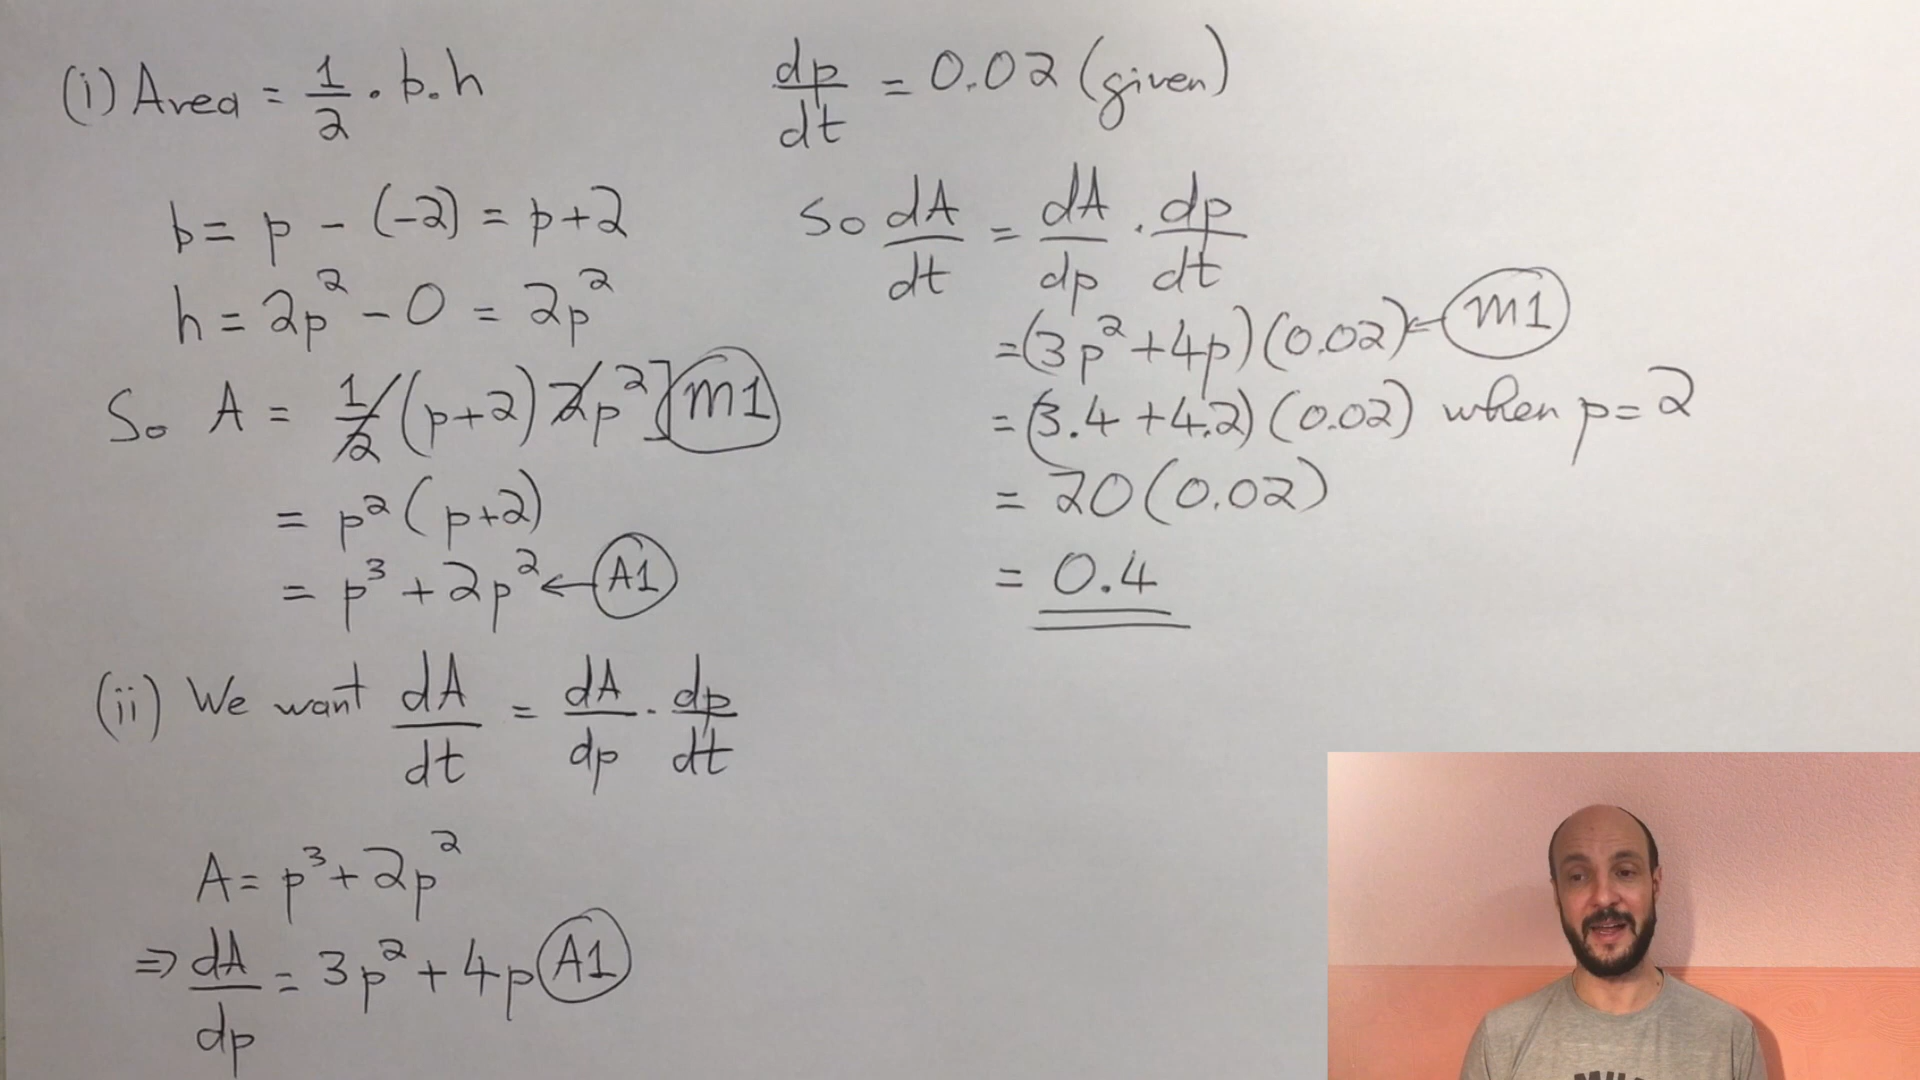 (i) Area = 1/2 · b.h
b = p - (-2) = p+2
h = 2p² - 0 = 2p²
So A = 1/2 (p+2) 2p² ] M1
= p² (p+2)
= p³ + 2p² ← A1
(ii) We want dA/dt = dA/dp · dp/dt
A = p³ + 2p²
⇒ dA/dp = 3p² + 4p A1
dp/dt = 0.02 (given)
So dA/dt = dA/dp · dp/dt
= (3p² + 4p)(0.02) ← M1
= (3.4 + 4.2)(0.02) when p = 2
= 20(0.02)
= 0.4